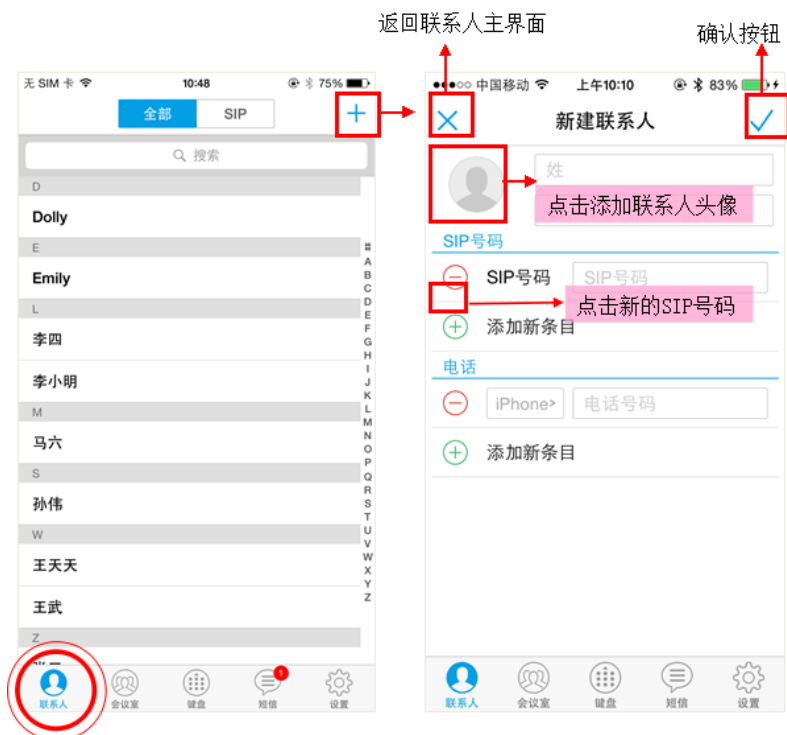 返回联系人主界面
确认按钮
无 SIM 卡
10:48
75%
全部
SIP
+
搜索
D
Dolly
E
Emily
L
李四
李小明
M
马六
S
孙伟
W
王天天
王武
Z
#
A
B
C
D
E
F
G
H
I
J
K
L
M
N
O
P
Q
R
S
T
U
V
W
X
Y
Z
联系人
会议室
键盘
1
短信
设置
中国移动
上午10:10
83%
新建联系人
姓
点击添加联系人头像
SIP号码
SIP号码
SIP号码
点击新的SIP号码
添加新条目
电话
iPhone>
电话号码
添加新条目
联系人
会议室
键盘
短信
设置